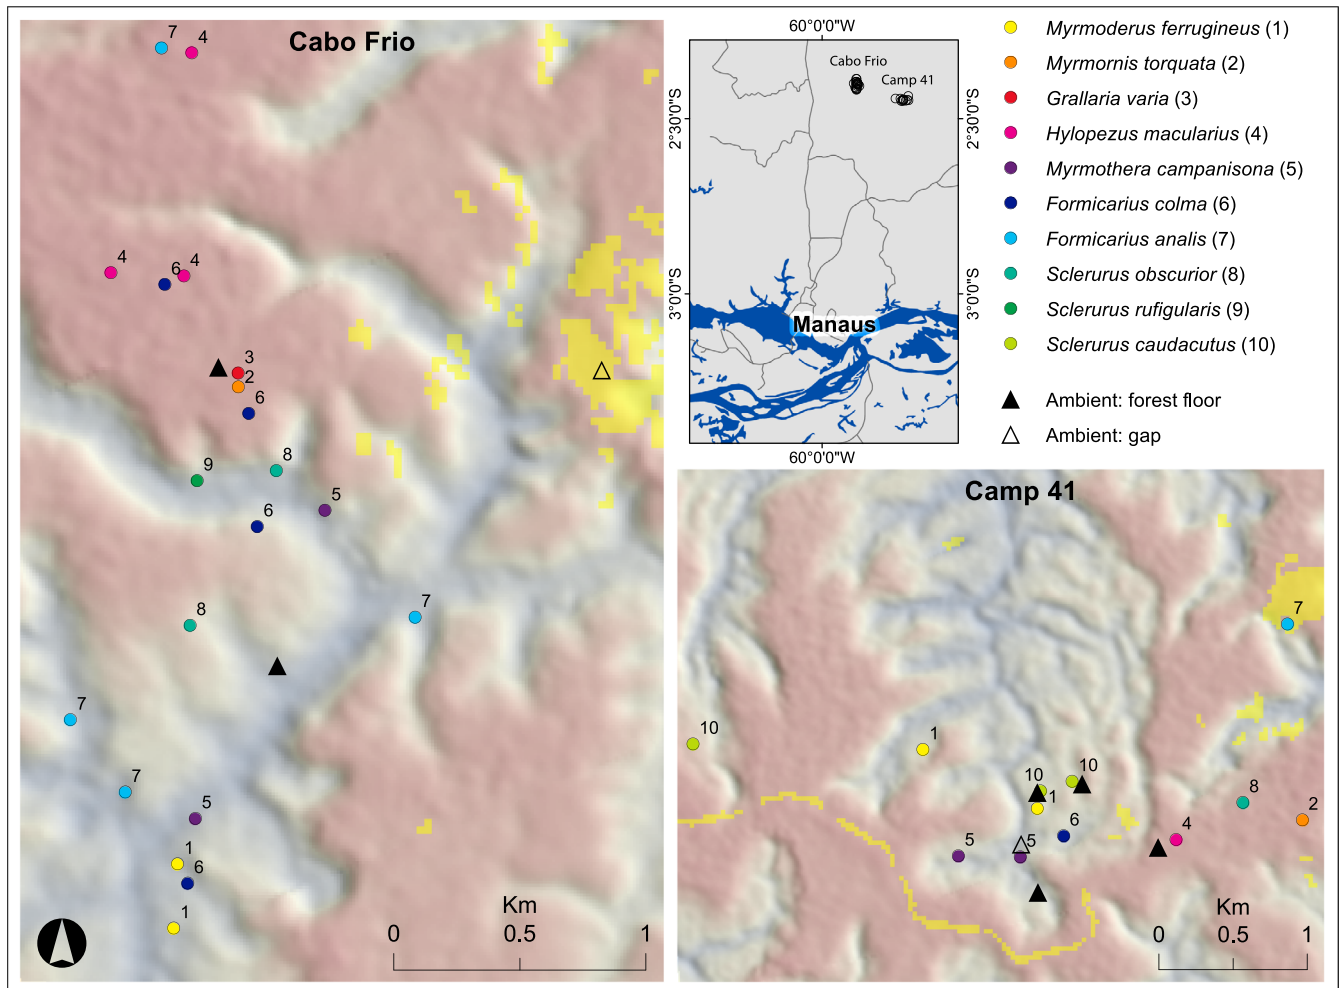 Cabo Frio
7
4
4
6
4
3
2
6
9
8
6
5
8
7
7
7
5
1
6
1
Km
0
0.5
1
60°0'0"W
Cabo Frio
Camp 41
2°30'0"S
2°30'0"S
3°0'0"S
3°0'0"S
Manaus
60°0'0"W
Myrmoderus ferrugineus (1)
Myrmornis torquata (2)
Grallaria varia (3)
Hylopezus macularius (4)
Myrmothera campanisona (5)
Formicarius colma (6)
Formicarius analis (7)
Sclerurus obscurior (8)
Sclerurus rufigularis (9)
Sclerurus caudacutus (10)
Ambient: forest floor
Ambient: gap
Camp 41
7
10
1
10
10
1
8
2
6
4
5
5
Km
0
0.5
1